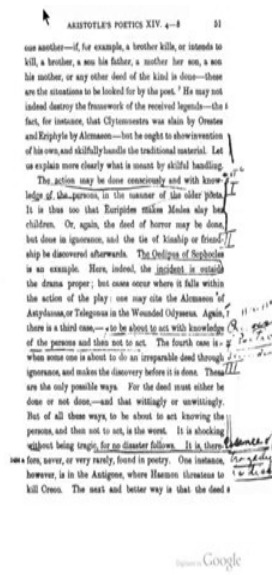 ARISTOTLE'S POETICS XIV. 4–8 51
one another—if, for example, a brother kills, or intends to
kill, a brother, a son his father, a mother her son, a son
his mother, or any other deed of the kind is done—these
are the situations to be looked for by the poet. He may not
indeed destroy the framework of the received legends—the
fact, for instance, that Clytemnestra was slain by Orestes
and Eriphyle by Alcmaeon—but he ought to show invention
of his own, and skilfully handle the traditional material. Let
us explain more clearly what is meant by skilful handling.
The action may be done consciously and with know-
ledge of the persons, in the manner of the older poets.
It is thus too that Euripides makes Medea slay her
children. Or, again, the deed of horror may be done,
but done in ignorance, and the tie of kinship or friend-
ship be discovered afterwards. The Oedipus of Sophocles
is an example. Here, indeed, the incident is outside
the drama proper; but cases occur where it falls within
the action of the play: one may cite the Alcmaeon of
Astydamas, or Telegonus in the Wounded Odysseus. Again,
there is a third case,—to be about to act with knowledge
of the persons and then not to act. The fourth case is
when some one is about to do an irreparable deed through
ignorance, and makes the discovery before it is done. These
are the only possible ways. For the deed must either be
done or not done,—and that wittingly or unwittingly.
But of all these ways, to be about to act knowing the
persons, and then not to act, is the worst. It is shocking
without being tragic, for no disaster follows. It is, there-
fore, never, or very rarely, found in poetry. One instance,
however, is in the Antigone, where Haemon threatens to
kill Creon. The next and better way is that the deed
I
II
III
Google